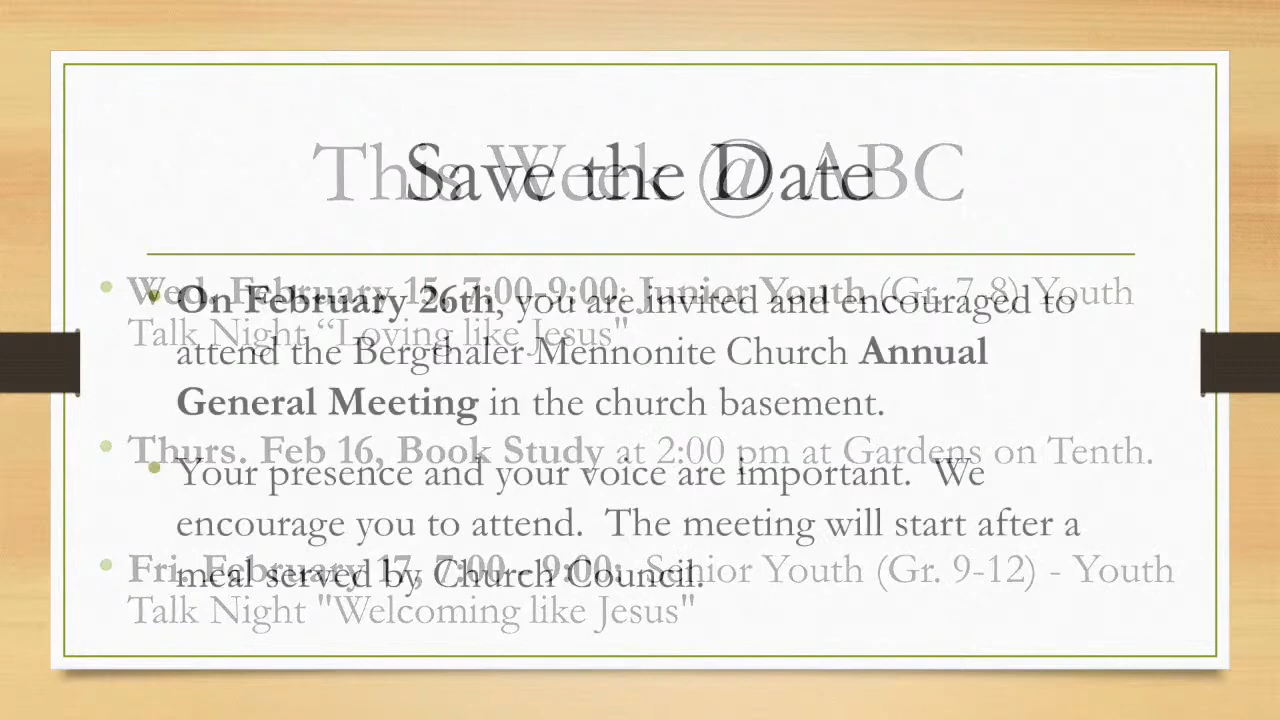 This Week @ ABC
Save the Date
Wed. February 15, 7:00-9:00: Junior Youth (Gr. 7-8) Youth
Talk Night “Loving like Jesus"
Thurs. Feb 16, Book Study at 2:00 pm at Gardens on Tenth.
Fri. February 17, 7:00 - 9:00: Senior Youth (Gr. 9-12) - Youth
Talk Night "Welcoming like Jesus"
On February 26th, you are invited and encouraged to
attend the Bergthaler Mennonite Church Annual
General Meeting in the church basement.
Your presence and your voice are important. We
encourage you to attend. The meeting will start after a
meal served by Church Council.